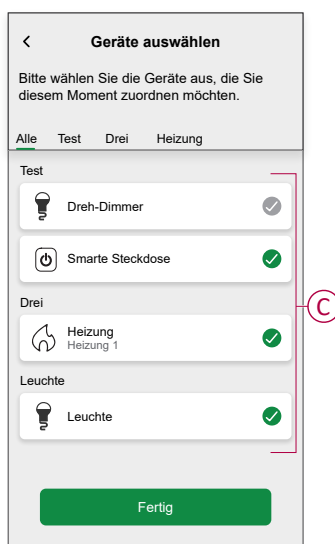 Geräte auswählen
Bitte wählen Sie die Geräte aus, die Sie
diesem Moment zuordnen möchten.
Alle Test Drei Heizung
Test
Dreh-Dimmer
Smarte Steckdose
Drei
Heizung
Heizung 1
Leuchte
Leuchte
Fertig
C